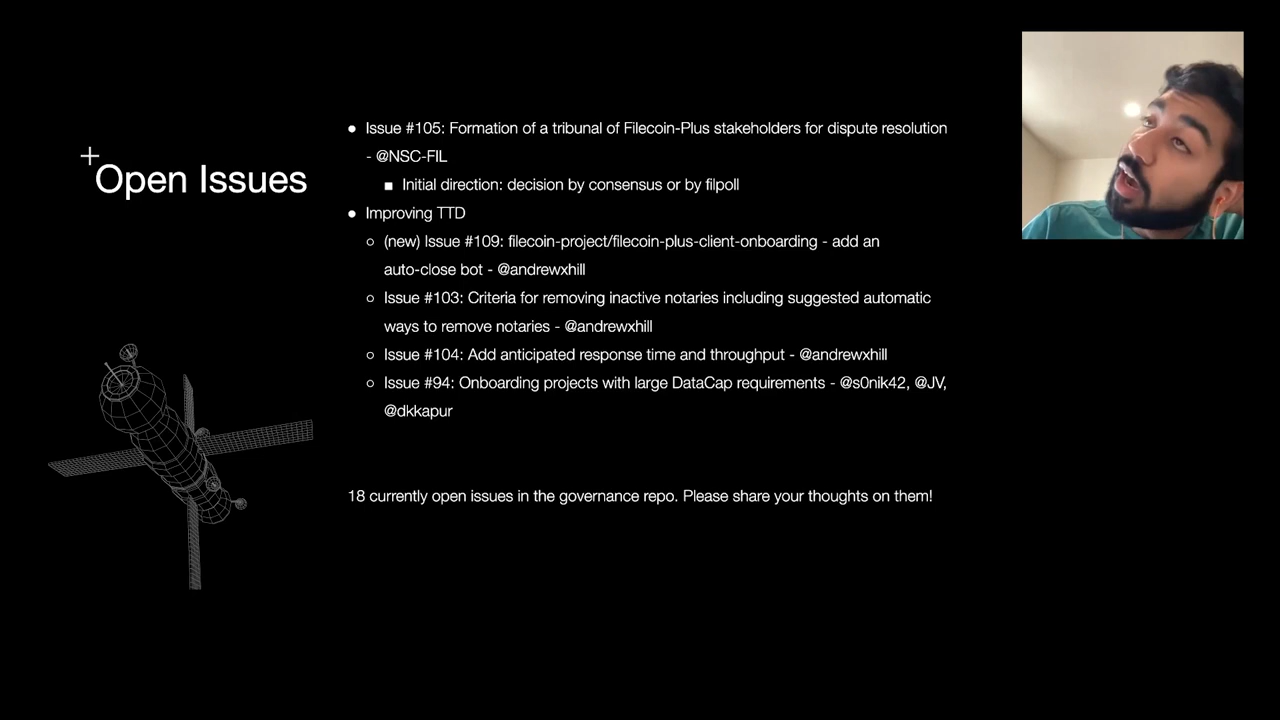 Open Issues
● Issue #105: Formation of a tribunal of Filecoin-Plus stakeholders for dispute resolution
- @NSC-FIL
■ Initial direction: decision by consensus or by filpoll
● Improving TTD
○ (new) Issue #109: filecoin-project/filecoin-plus-client-onboarding - add an
auto-close bot - @andrewxhill
○ Issue #103: Criteria for removing inactive notaries including suggested automatic
ways to remove notaries - @andrewxhill
○ Issue #104: Add anticipated response time and throughput - @andrewxhill
○ Issue #94: Onboarding projects with large DataCap requirements - @s0nik42, @JV,
@dkkapur
18 currently open issues in the governance repo. Please share your thoughts on them!